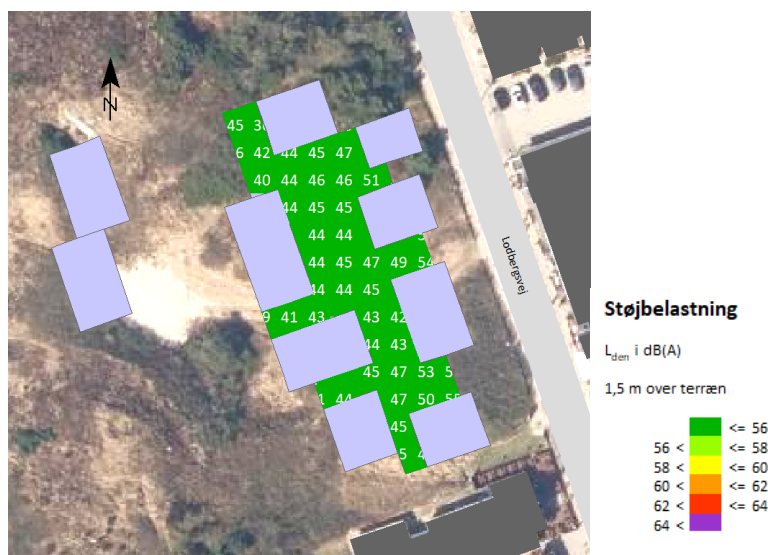 N
45
42 44 45 47
40 44 46 46 51
44 45 45
44 44
44 45 47 49 54
44 44 45
41 43 43 42
44 43
45 47 53
44 47 50
45
Lodbergsvej
Støjbelastning
Lden i dB(A)
1,5 m over terræn
<= 56
56 < <= 58
58 < <= 60
60 < <= 62
62 < <= 64
64 <